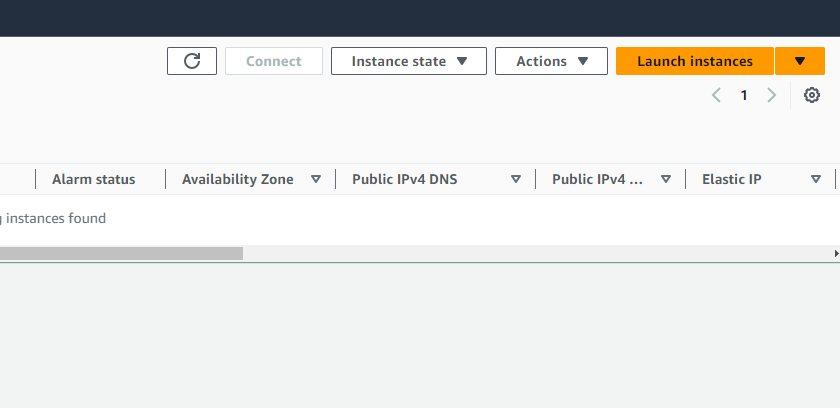 Connect Instance state Actions Launch instances
1
Alarm status Availability Zone Public IPv4 DNS Public IPv4 ... Elastic IP
instances found